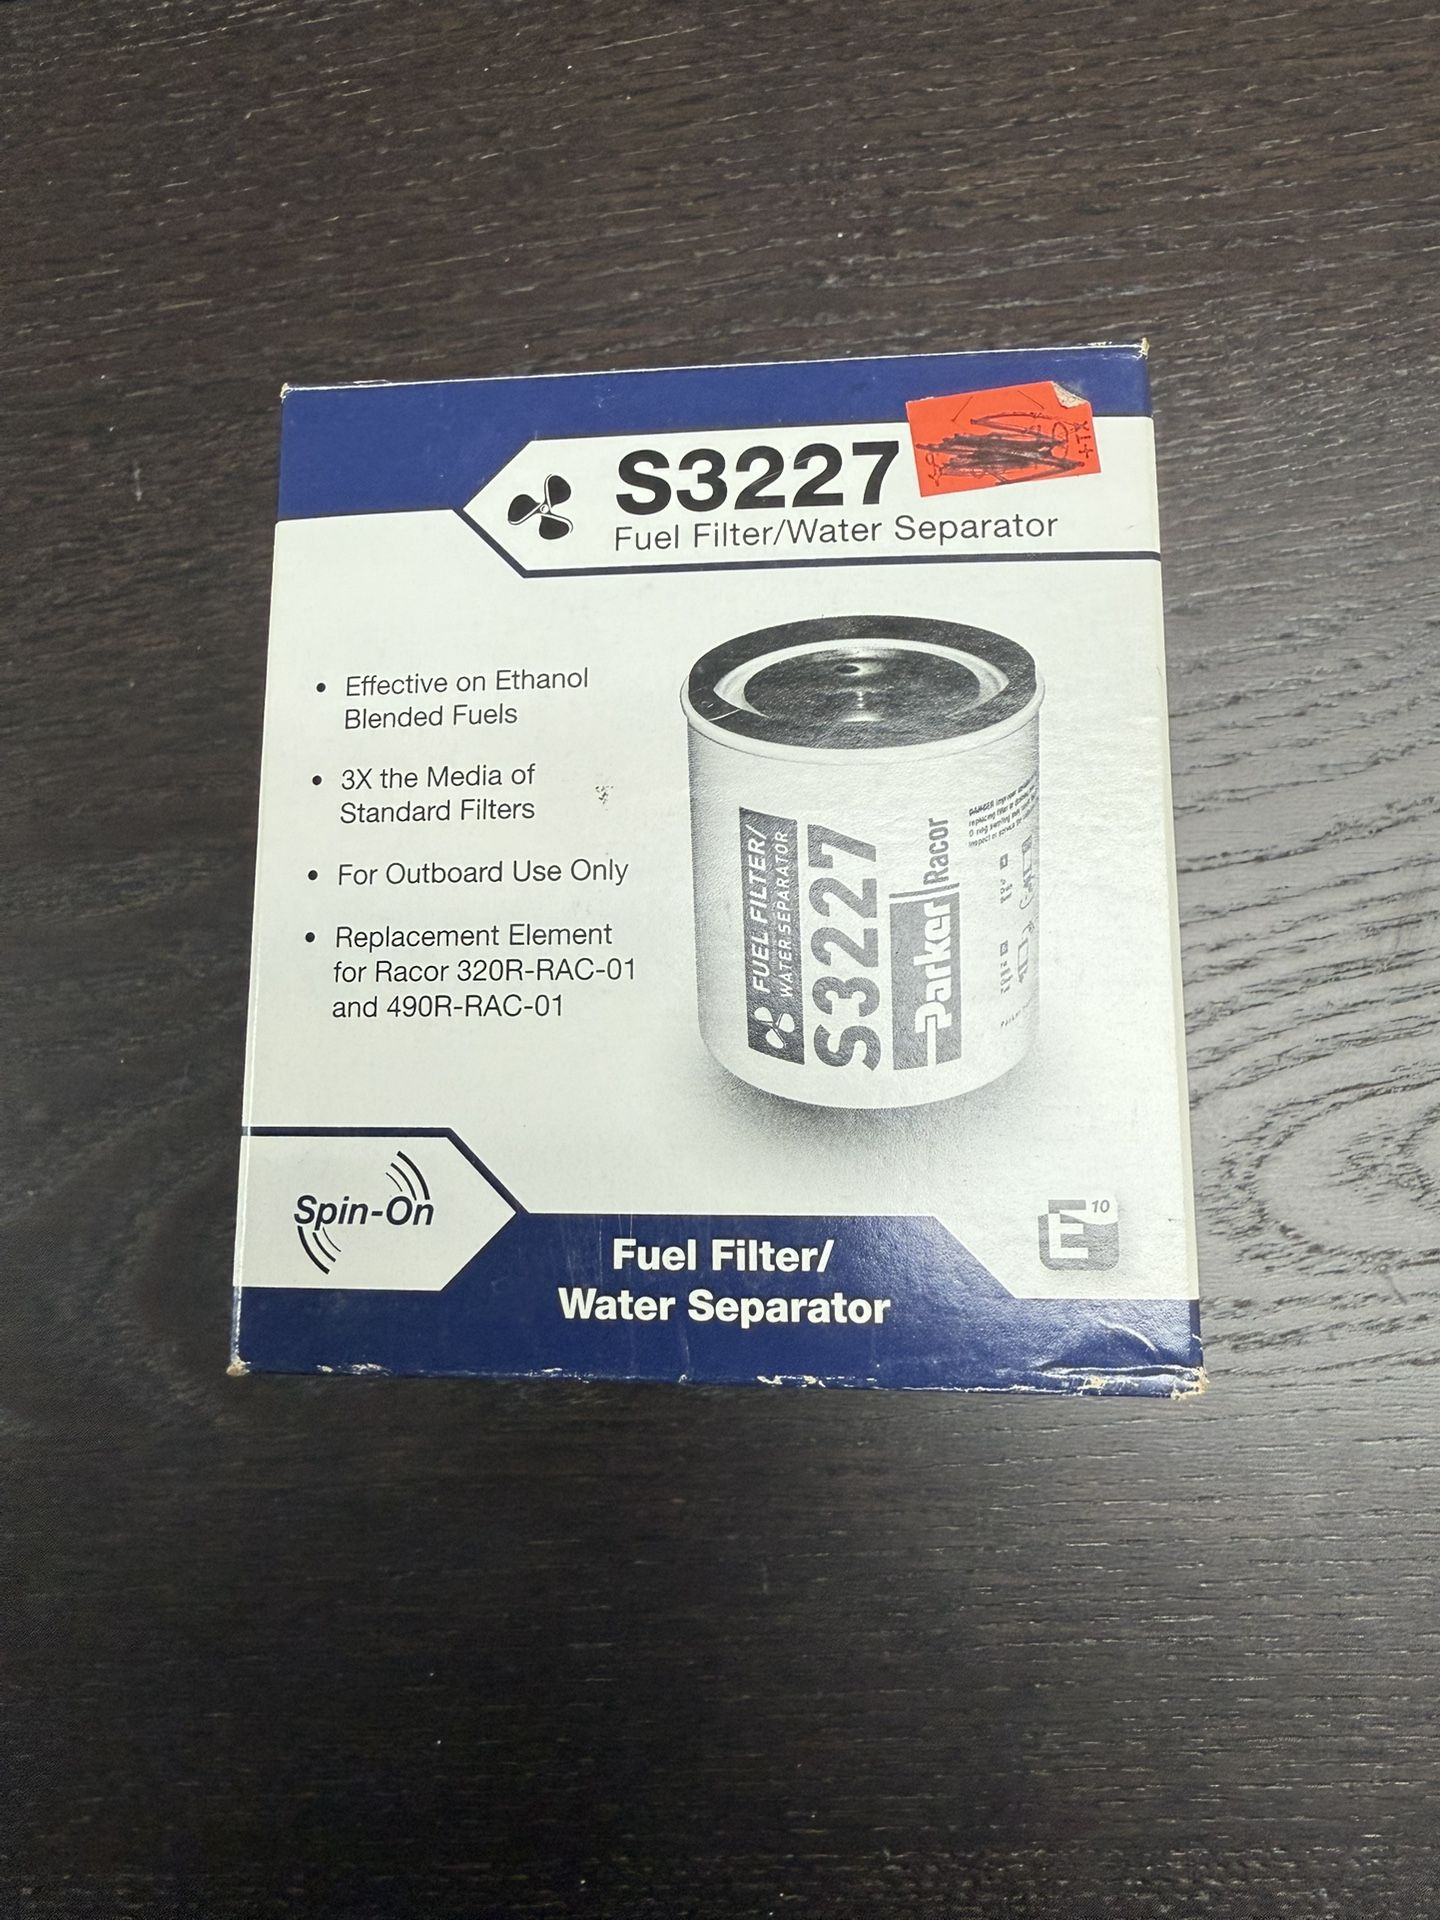 S3227
+TX
Fuel Filter/Water Separator
• Effective on Ethanol
Blended Fuels
• 3X the Media of
Standard Filters
• For Outboard Use Only
• Replacement Element
for Racor 320R-RAC-01
and 490R-RAC-01
FUEL FILTER/
WATER SEPARATOR
S3227
Parker Racor
Spin-On
Fuel Filter/
Water Separator
E10